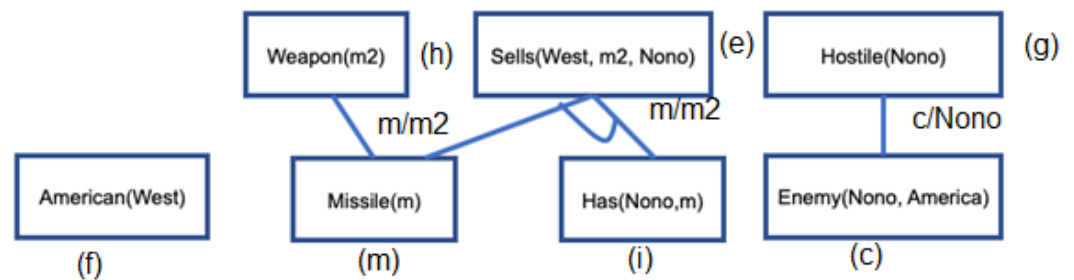 Weapon(m2)
(h)
Sells(West, m2, Nono)
(e)
Hostile(Nono)
(g)
m/m2
m/m2
c/Nono
American(West)
Missile(m)
Has(Nono,m)
Enemy(Nono, America)
(f)
(m)
(i)
(c)